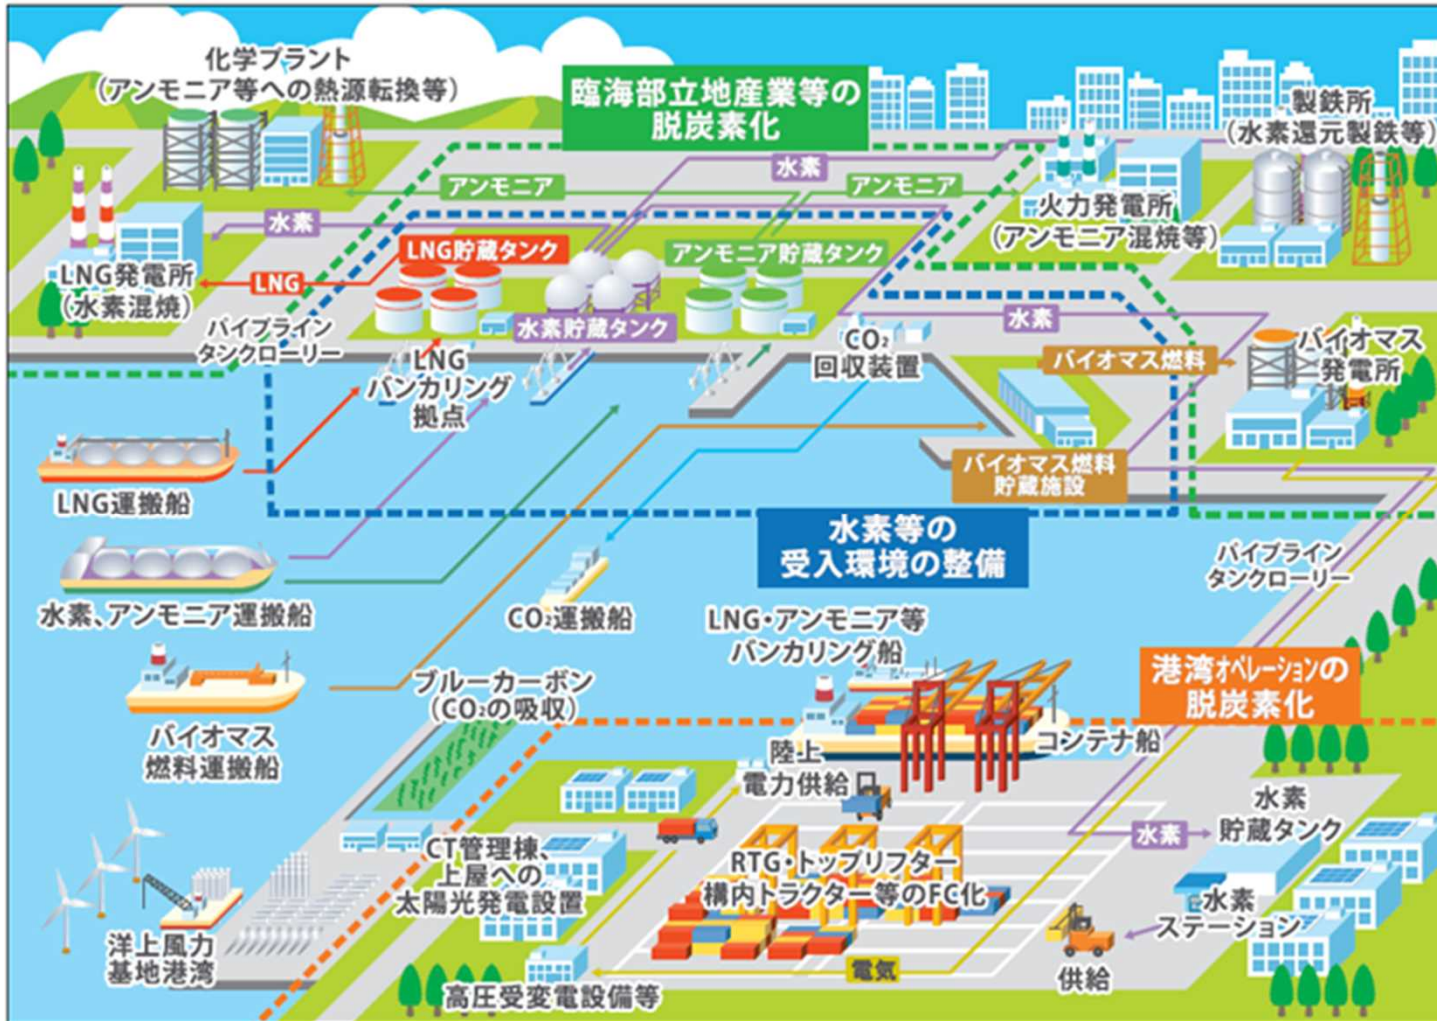 化学プラント
(アンモニア等への熱源転換等)
臨海部立地産業等の
脱炭素化
製鉄所
(水素還元製鉄等)
水素
アンモニア
アンモニア
水素
火力発電所
(アンモニア混焼等)
LNG貯蔵タンク
アンモニア貯蔵タンク
LNG発電所
(水素混焼)
LNG
水素貯蔵タンク
水素
パイプライン
タンクローリー
LNG
バンカリング
拠点
CO₂
回収装置
バイオマス燃料
バイオマス
発電所
バイオマス燃料
貯蔵施設
LNG運搬船
水素等の
受入環境の整備
パイプライン
タンクローリー
水素、アンモニア運搬船
CO₂運搬船
LNG・アンモニア等
バンカリング船
港湾オペレーションの
脱炭素化
ブルーカーボン
(CO₂の吸収)
バイオマス
燃料運搬船
陸上
電力供給
コンテナ船
水素
貯蔵タンク
水素
CT管理棟、
上屋への
太陽光発電設置
RTG・トップリフター
構内トラクター等のFC化
水素
ステーション
洋上風力
基地港湾
高圧受変電設備等
電気
供給